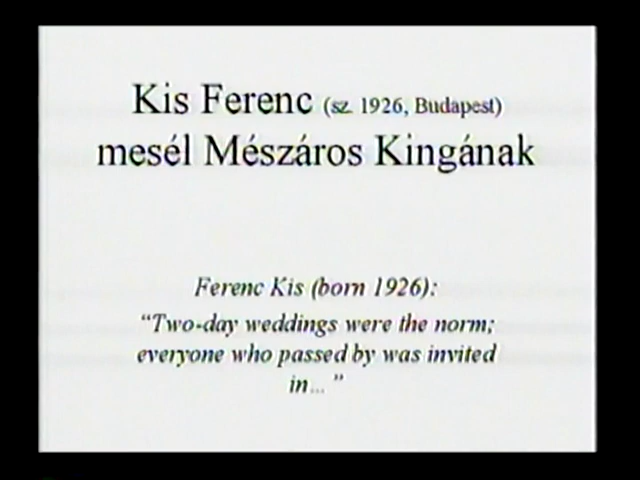 Kis Ferenc (sz. 1926, Budapest)
mesél Mészáros Kingának
Ferenc Kis (born 1926):
“Two-day weddings were the norm;
everyone who passed by was invited
in... ”